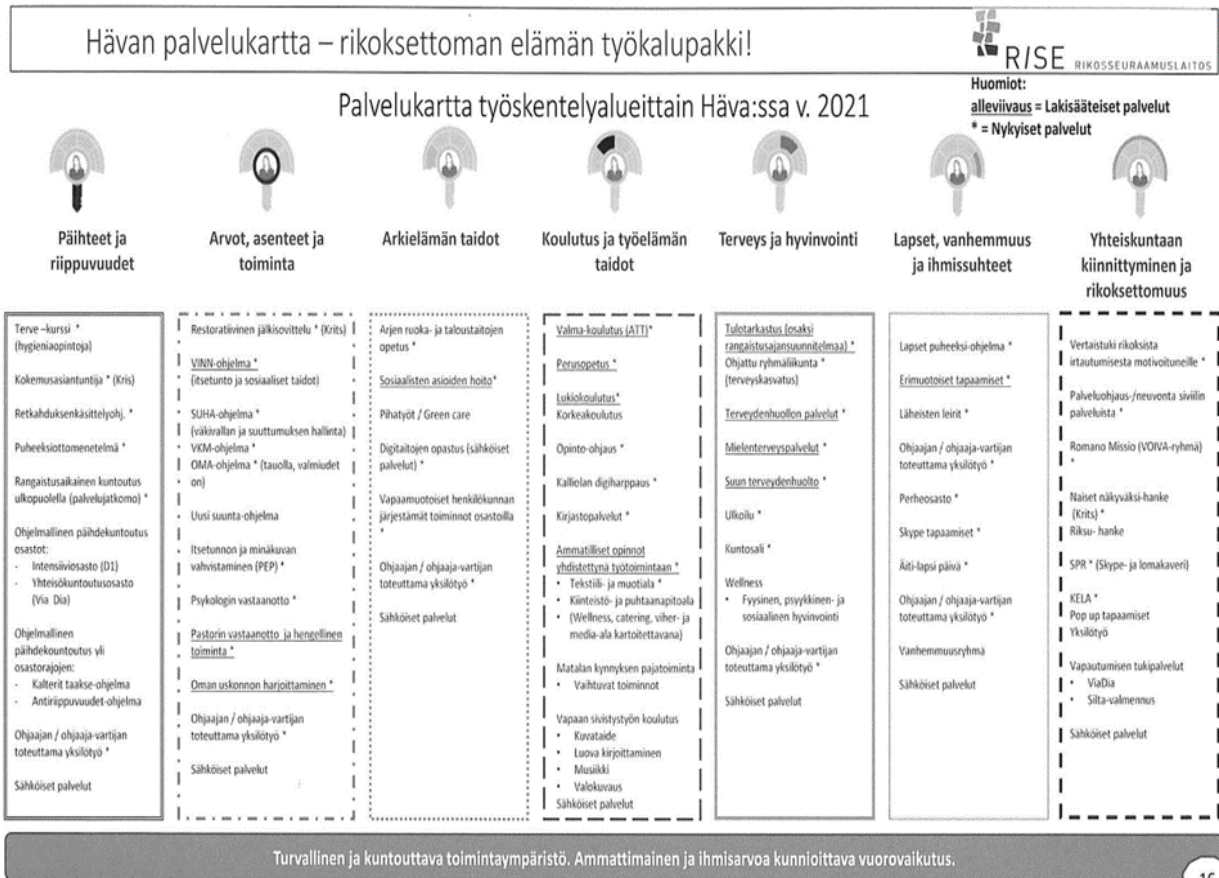 Hävan palvelukartta – rikoksettoman elämän työkalupakki!
RISE RIKOSSEURAAMUSLAITOS
Palvelukartta työskentelyalueittain Häva:ssa v. 2021
Huomiot:
alleviivaus = Lakisääteiset palvelut
* = Nykyiset palvelut
Päihteet ja
riippuvuudet
Terve –kurssi *
(hygieniaopintoja)
Kokemusasiantuntija * (Kris)
Retkahduksenkäsittelyohj. *
Puheeksiottomenetelmä *
Rangaistusaikainen kuntoutus
ulkopuolella (palvelujatkomo) *
Ohjelmallinen päihdekuntoutus
osastot:
- Intensiiviosasto (D1)
- Yhteisökuntoutusosasto
(Via Dia)
Ohjelmallinen
päihdekountoutus yli
osastorajojen:
- Kalterit taakse-ohjelma
- Antiriippuvuudet-ohjelma
Ohjaajan / ohjaaja-vartijan
toteuttama yksilötyö *
Sähköiset palvelut
Arvot, asenteet ja
toiminta
Restoratiivinen jälkisovittelu * (Krits)
VINN-ohjelma *
(itsetunto ja sosiaaliset taidot)
SUHA-ohjelma *
(väkivallan ja suuttumuksen hallinta)
VKM-ohjelma *
OMA-ohjelma * (tauolla, valmiudet
on)
Uusi suunta-ohjelma
Itsetunnon ja minäkuvan
vahvistaminen (PEP) *
Psykologin vastaanotto *
Pastorin vastaanotto ja hengellinen
toiminta *
Oman uskonnon harjoittaminen *
Ohjaajan / ohjaaja-vartijan
toteuttama yksilötyö *
Sähköiset palvelut
Arkielämän taidot
Arjen ruoka- ja taloustaitojen
opetus *
Sosiaalisten asioiden hoito*
Pihatyöt / Green care
Digitaitojen opastus (sähköiset
palvelut) *
Vapaamuotoiset henkilökunnan
järjestämät toiminnot osastoilla
*
Ohjaajan / ohjaaja-vartijan
toteuttama yksilötyö *
Sähköiset palvelut
Koulutus ja työelämän
taidot
Valma-koulutus (ATT)*
Perusopetus *
Lukiokoulutus*
Korkeakoulutus
Opinto-ohjaus *
Kalliolan digiharppaus *
Kirjastopalvelut *
Ammatilliset opinnot
yhdistettynä työtoimintaan *
• Tekstiili- ja muotiala *
• Kiinteistö- ja puhtaanapitoala
• (Wellness, catering, viher- ja
media-ala kartoitettavana)
Matalan kynnyksen pajatoiminta
• Vaihtuvat toiminnot
Vapaan sivistystyön koulutus
• Kuvataide
• Luova kirjoittaminen
• Musiikki
• Valokuvaus
Sähköiset palvelut
Terveys ja hyvinvointi
Tulotarkastus (osaksi
rangaistusajansuunnitelmaa) *
Ohjattu ryhmäliikunta *
(terveyskasvatus)
Terveydenhuollon palvelut *
Mielenterveyspalvelut *
Suun terveydenhuolto *
Ulkoilu *
Kuntosali *
Wellness
• Fyysinen, psyykkinen- ja
sosiaalinen hyvinvointi
Ohjaajan / ohjaaja-vartijan
toteuttama yksilötyö *
Sähköiset palvelut
Lapset, vanhemmuus
ja ihmissuhteet
Lapset puheeksi-ohjelma *
Erimuotoiset tapaamiset *
Läheisten leirit *
Ohjaajan / ohjaaja-vartijan
toteuttama yksilötyö *
Perheosasto *
Skype tapaamiset *
Äiti-lapsi päivä *
Ohjaajan / ohjaaja-vartijan
toteuttama yksilötyö *
Vanhemmuusryhmä
Sähköiset palvelut
Yhteiskuntaan
kiinnittyminen ja
rikoksettomuus
Vertaistuki rikoksista
irtautumisesta motivoituneille *
Palveluohjaus-/neuvonta siviilin
palveluista *
Romano Missio (VOIVA-ryhmä)
*
Naiset näkyväksi-hanke
(Krits) *
Riksu- hanke
SPR * (Skype- ja lomakaveri)
KELA *
Pop up tapaamiset
Yksilötyö
Vapautumisen tukipalvelut
• ViaDia
• Silta-valmennus
Sähköiset palvelut
Turvallinen ja kuntouttava toimintaympäristö. Ammattimainen ja ihmisarvoa kunnioittava vuorovaikutus.